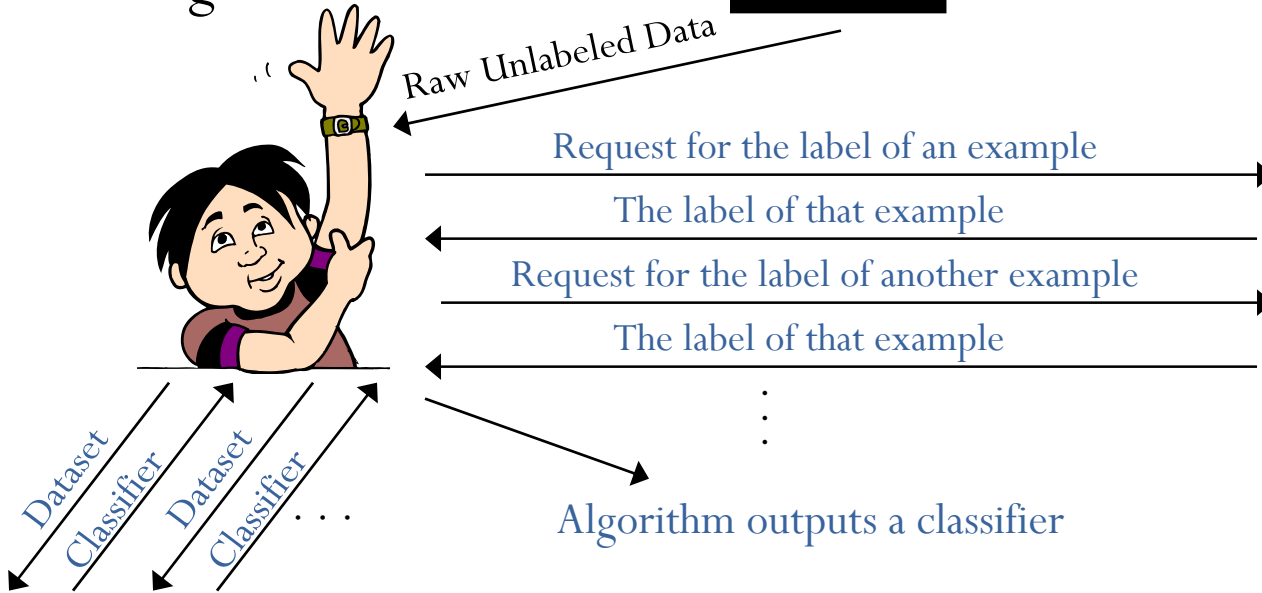 Raw Unlabeled Data
Request for the label of an example
The label of that example
Request for the label of another example
The label of that example
Dataset
Classifier
Dataset
Classifier
. . .
Algorithm outputs a classifier